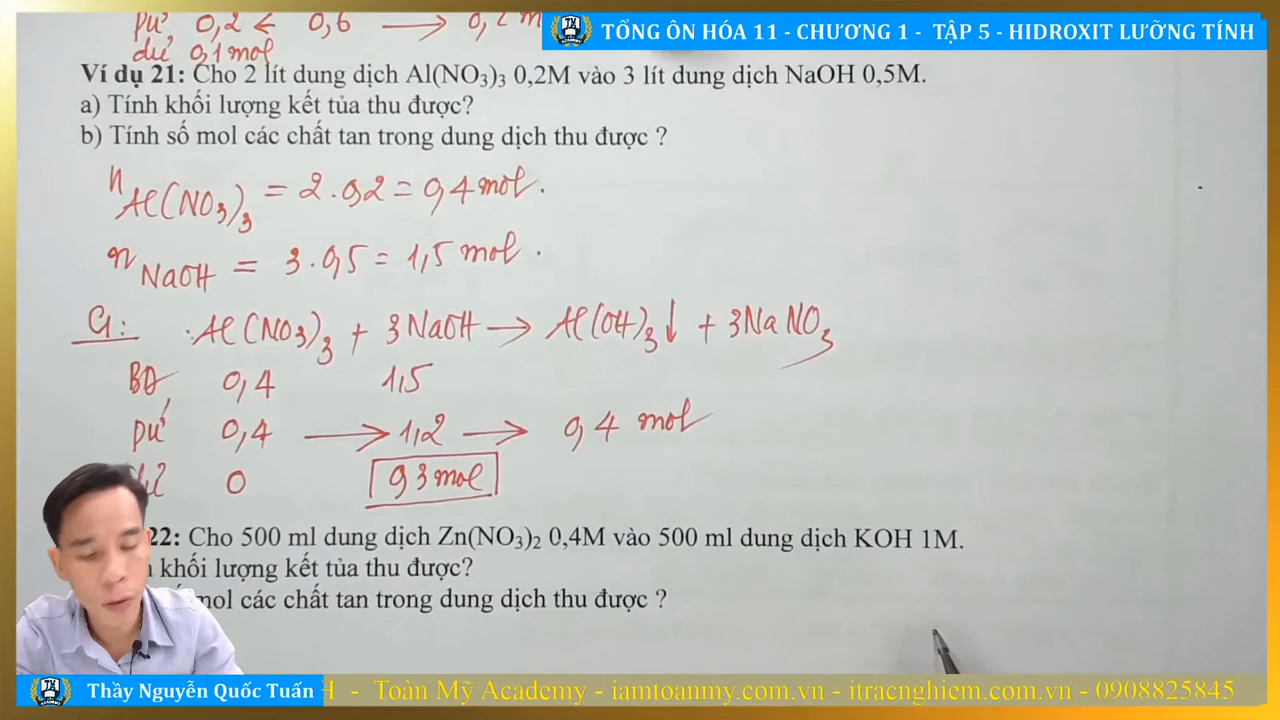 pứ 0,2 ← 0,6 → 0,2 m
dư 0,1 mol
TỔNG ÔN HÓA 11 - CHƯƠNG 1 - TẬP 5 - HIDROXIT LƯỠNG TÍNH
Ví dụ 21: Cho 2 lít dung dịch Al(NO₃)₃ 0,2M vào 3 lít dung dịch NaOH 0,5M.
a) Tính khối lượng kết tủa thu được?
b) Tính số mol các chất tan trong dung dịch thu được ?
n Al(NO₃)₃ = 2.0,2 = 0,4 mol.
n NaOH = 3.0,5 = 1,5 mol.
G: Al(NO₃)₃ + 3NaOH → Al(OH)₃↓ + 3NaNO₃
BĐ 0,4 1,5
pứ 0,4 → 1,2 → 0,4 mol
0 0,3 mol
22: Cho 500 ml dung dịch Zn(NO₃)₂ 0,4M vào 500 ml dung dịch KOH 1M.
khối lượng kết tủa thu được?
mol các chất tan trong dung dịch thu được ?
Thầy Nguyễn Quốc Tuấn
H - Toàn Mỹ Academy - iamtoanmy.com.vn - itracnghiem.com.vn - 0908825845